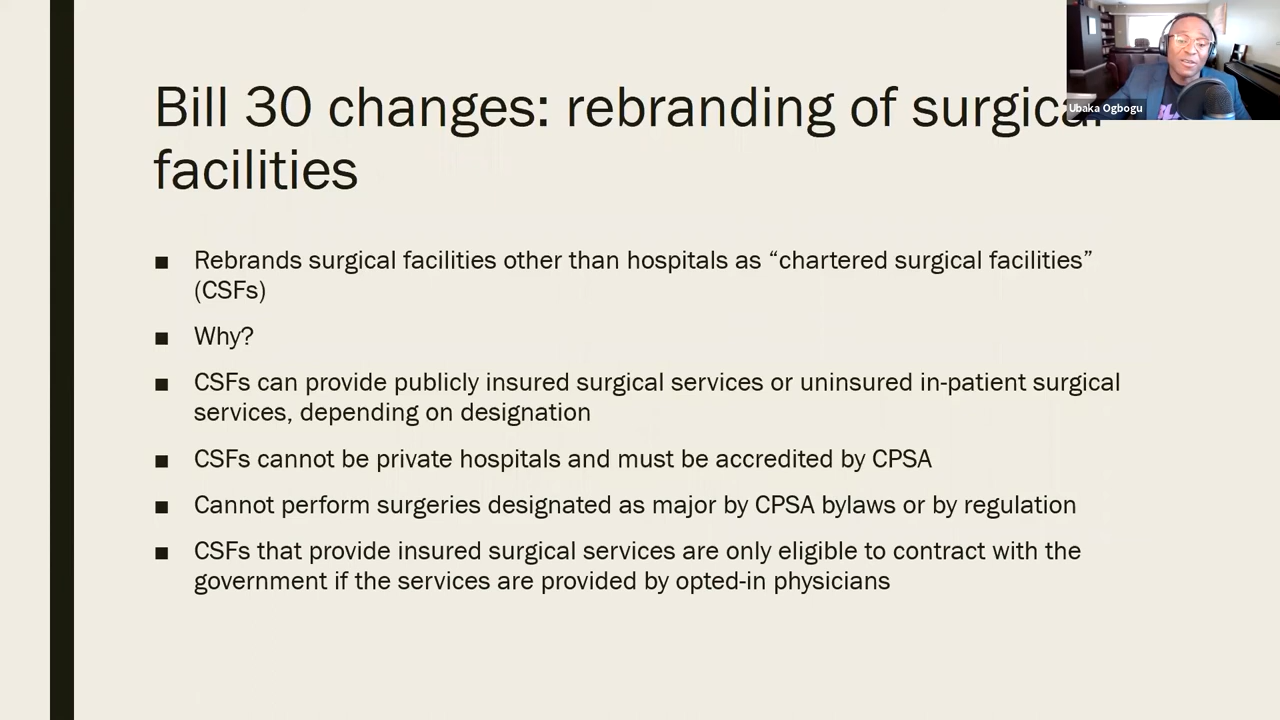 Bill 30 changes: rebranding of surgical
facilities
Ubaka Ogbogu
■ Rebrands surgical facilities other than hospitals as “chartered surgical facilities”
(CSFs)
■ Why?
■ CSFs can provide publicly insured surgical services or uninsured in-patient surgical
services, depending on designation
■ CSFs cannot be private hospitals and must be accredited by CPSA
■ Cannot perform surgeries designated as major by CPSA bylaws or by regulation
■ CSFs that provide insured surgical services are only eligible to contract with the
government if the services are provided by opted-in physicians